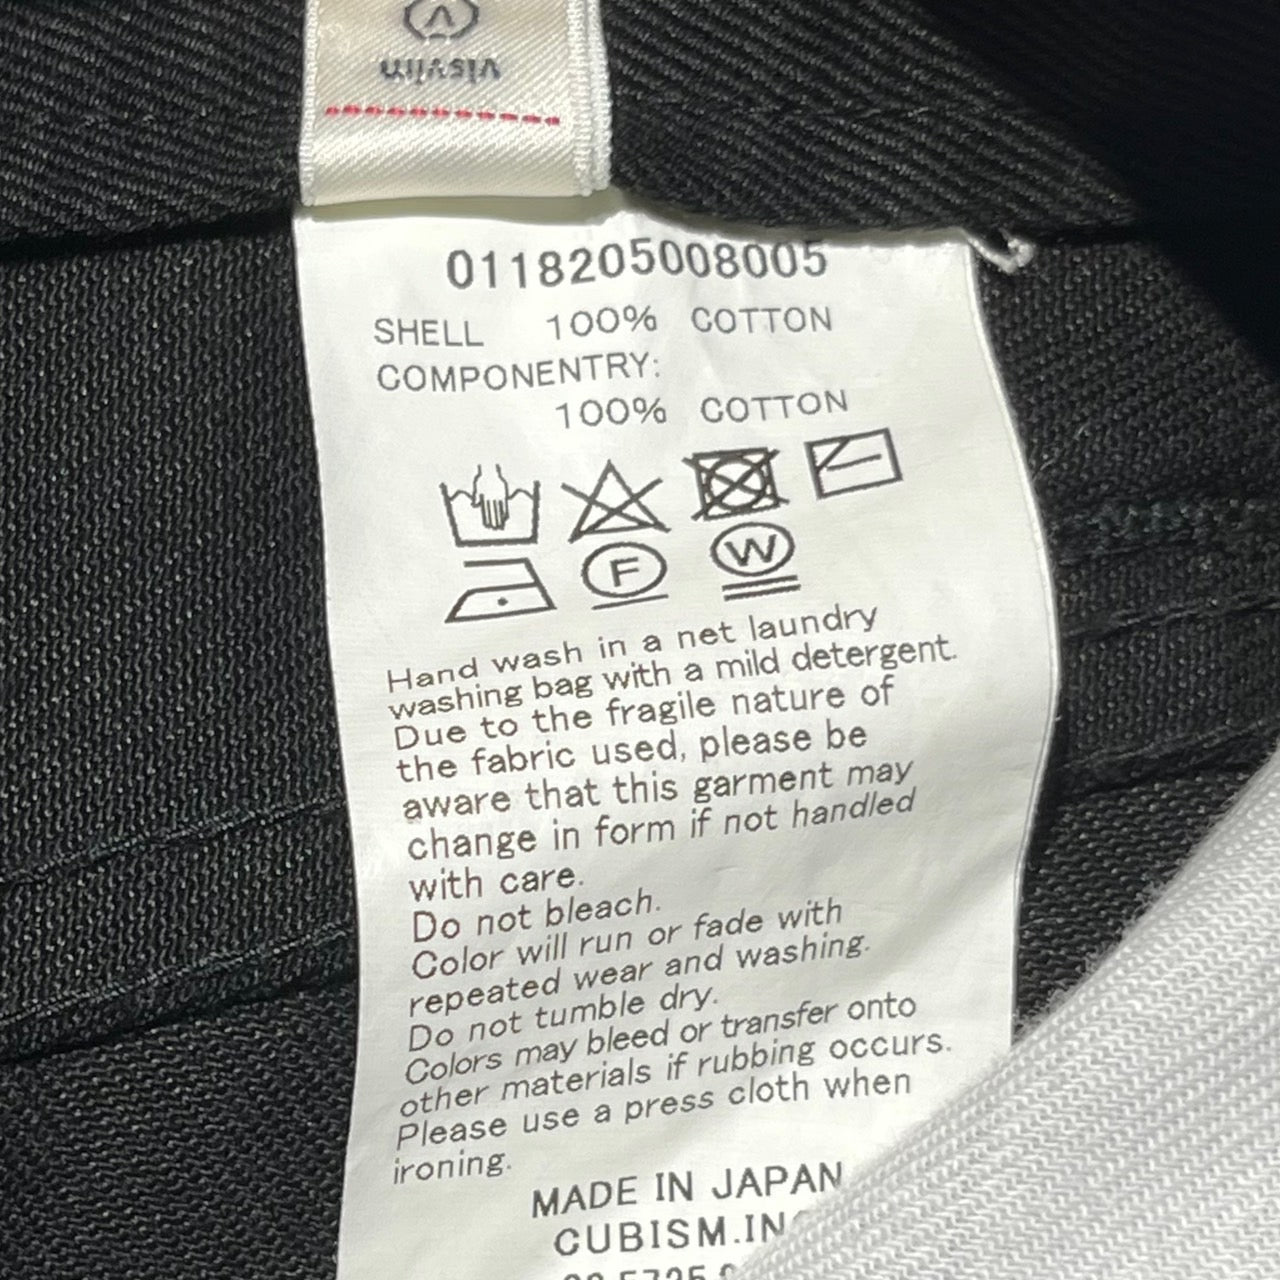 visvim
0118205008005
SHELL 100% COTTON
COMPONENTRY:
100% COTTON
F W
Hand wash in a net laundry
washing bag with a mild detergent.
Due to the fragile nature of
the fabric used, please be
aware that this garment may
change in form if not handled
with care.
Do not bleach.
Color will run or fade with
repeated wear and washing.
Do not tumble dry.
Colors may bleed or transfer onto
other materials if rubbing occurs.
Please use a press cloth when
ironing.
MADE IN JAPAN
CUBISM.INC